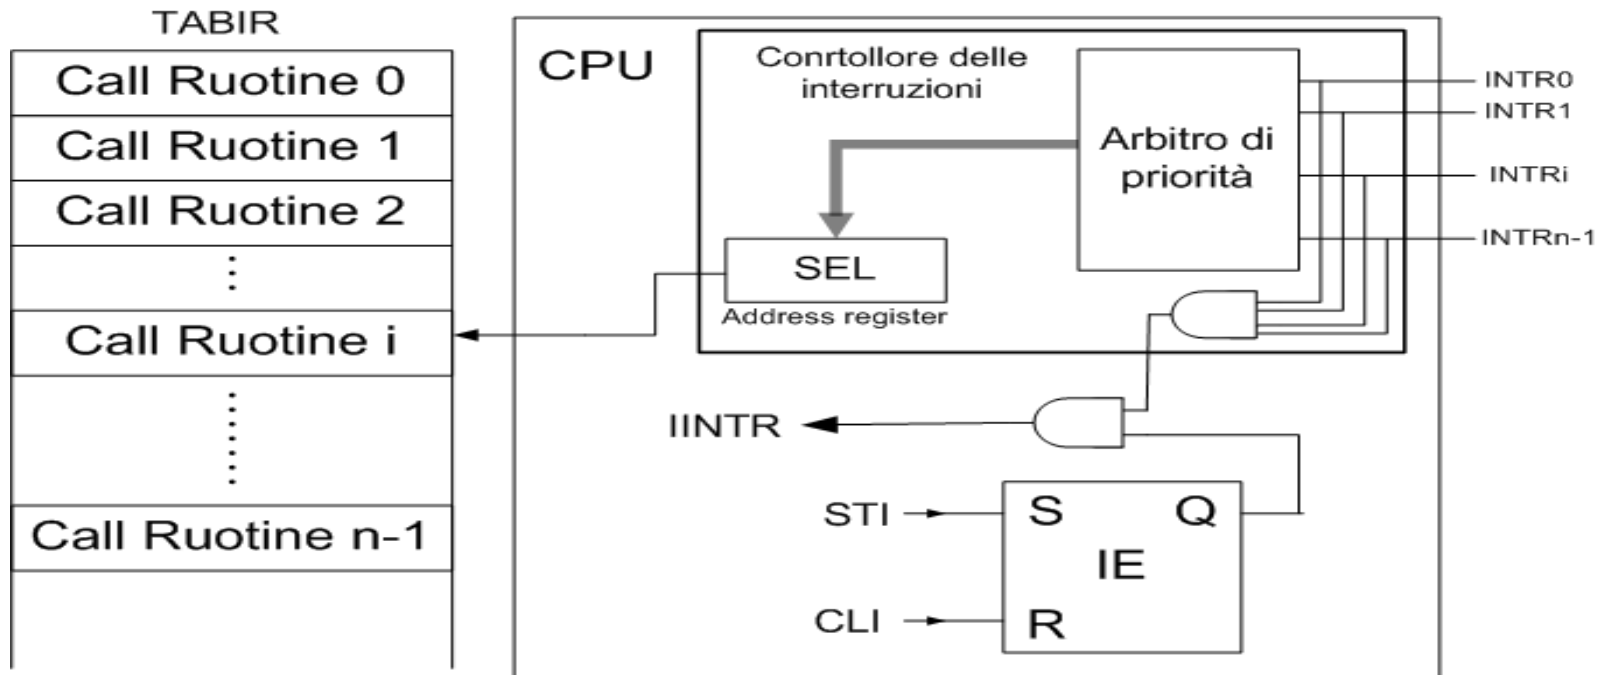 TABIR
Call Ruotine 0
Call Ruotine 1
Call Ruotine 2
Call Ruotine i
Call Ruotine n-1
CPU
Conrtollore delle
interruzioni
Arbitro di
priorità
SEL
Address register
INTR0
INTR1
INTRi
INTRn-1
IINTR
STI
S
Q
IE
CLI
R